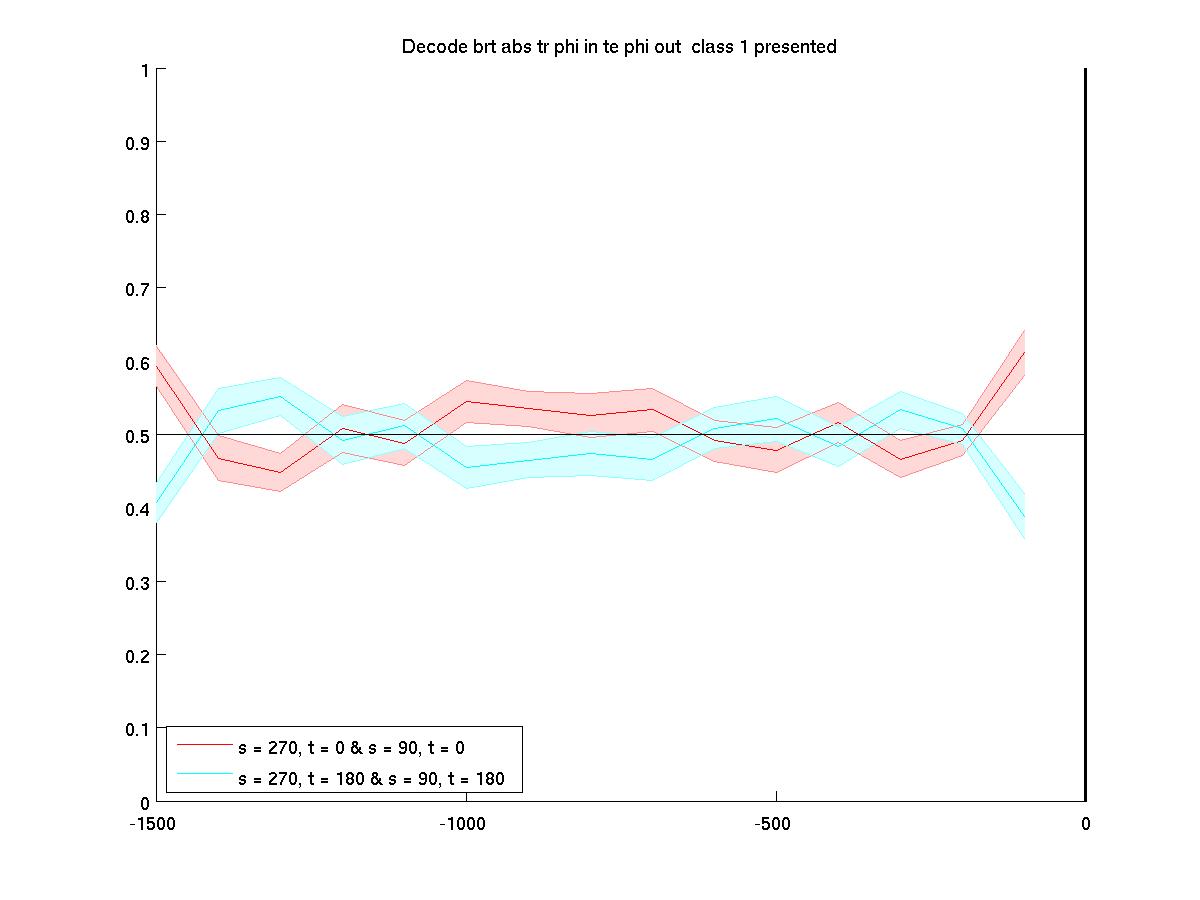 Decode brt abs tr phi in te phi out  class 1 presented
1
0.9
0.8
0.7
0.6
0.5
0.4
0.3
0.2
0.1
0
s = 270, t = 0 & s = 90, t = 0
s = 270, t = 180 & s = 90, t = 180
-1500 -1000 -500 0